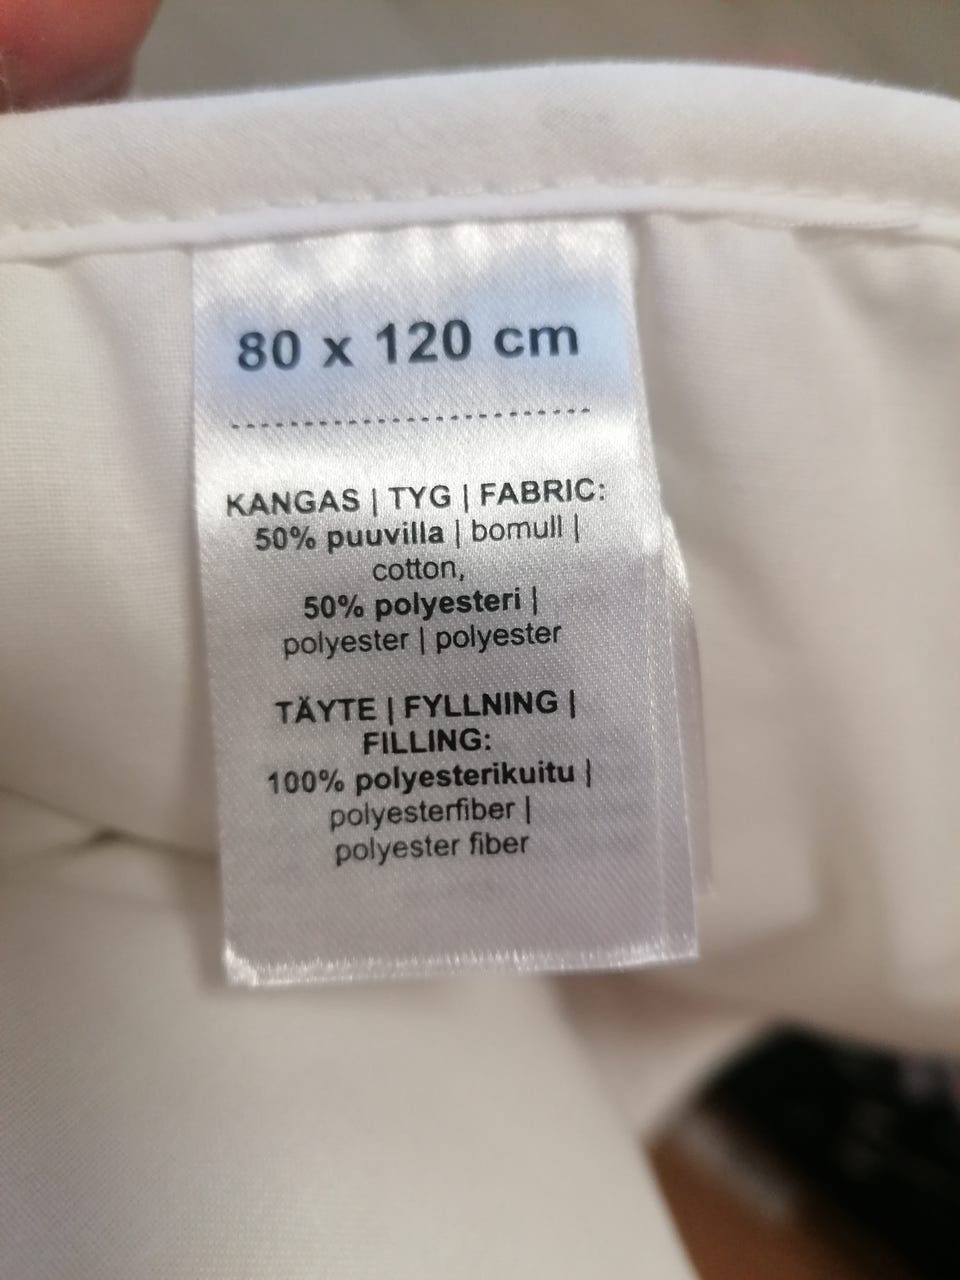 80 x 120 cm
KANGAS | TYG | FABRIC:
50% puuvilla | bomull |
cotton,
50% polyesteri |
polyester | polyester
TÄYTE | FYLLNING |
FILLING:
100% polyesterikuitu |
polyesterfiber |
polyester fiber